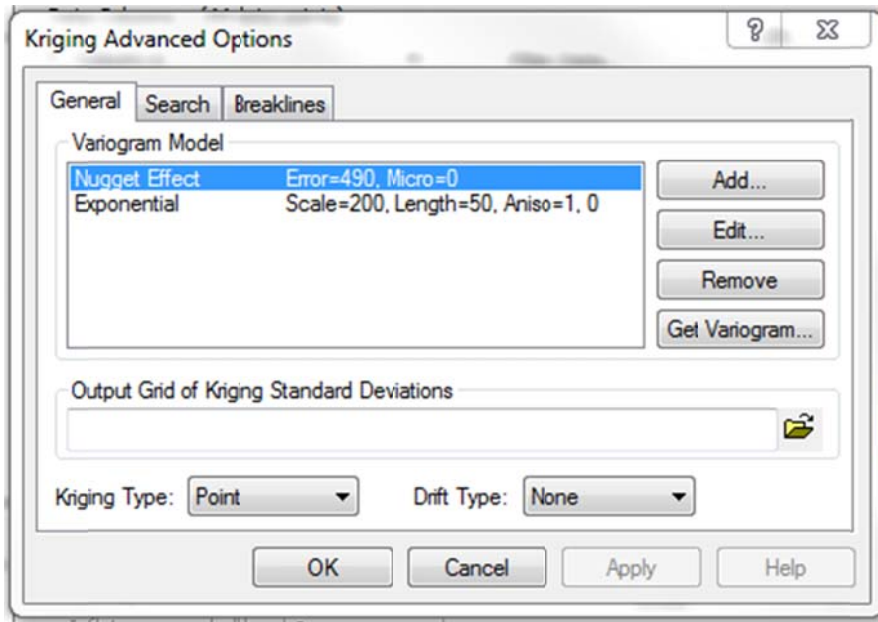 Kriging Advanced Options
General Search Breaklines
Variogram Model
Nugget Effect Error=490, Micro=0
Exponential Scale=200, Length=50, Aniso=1, 0
Add...
Edit...
Remove
Get Variogram...
Output Grid of Kriging Standard Deviations
Kriging Type: Point Drift Type: None
OK Cancel Apply Help